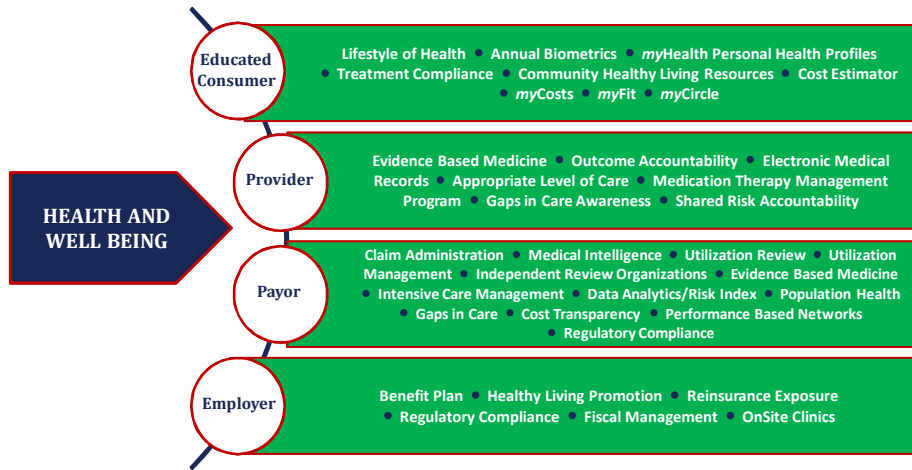 HEALTH AND
WELL BEING
Educated
Consumer
Lifestyle of Health ● Annual Biometrics ● myHealth Personal Health Profiles
● Treatment Compliance ● Community Healthy Living Resources ● Cost Estimator
● myCosts ● myFit ● myCircle
Provider
Evidence Based Medicine ● Outcome Accountability ● Electronic Medical
Records ● Appropriate Level of Care ● Medication Therapy Management
Program ● Gaps in Care Awareness ● Shared Risk Accountability
Payor
Claim Administration ● Medical Intelligence ● Utilization Review ● Utilization
Management ● Independent Review Organizations ● Evidence Based Medicine
● Intensive Care Management ● Data Analytics/Risk Index ● Population Health
● Gaps in Care ● Cost Transparency ● Performance Based Networks
● Regulatory Compliance
Employer
Benefit Plan ● Healthy Living Promotion ● Reinsurance Exposure
● Regulatory Compliance ● Fiscal Management ● OnSite Clinics